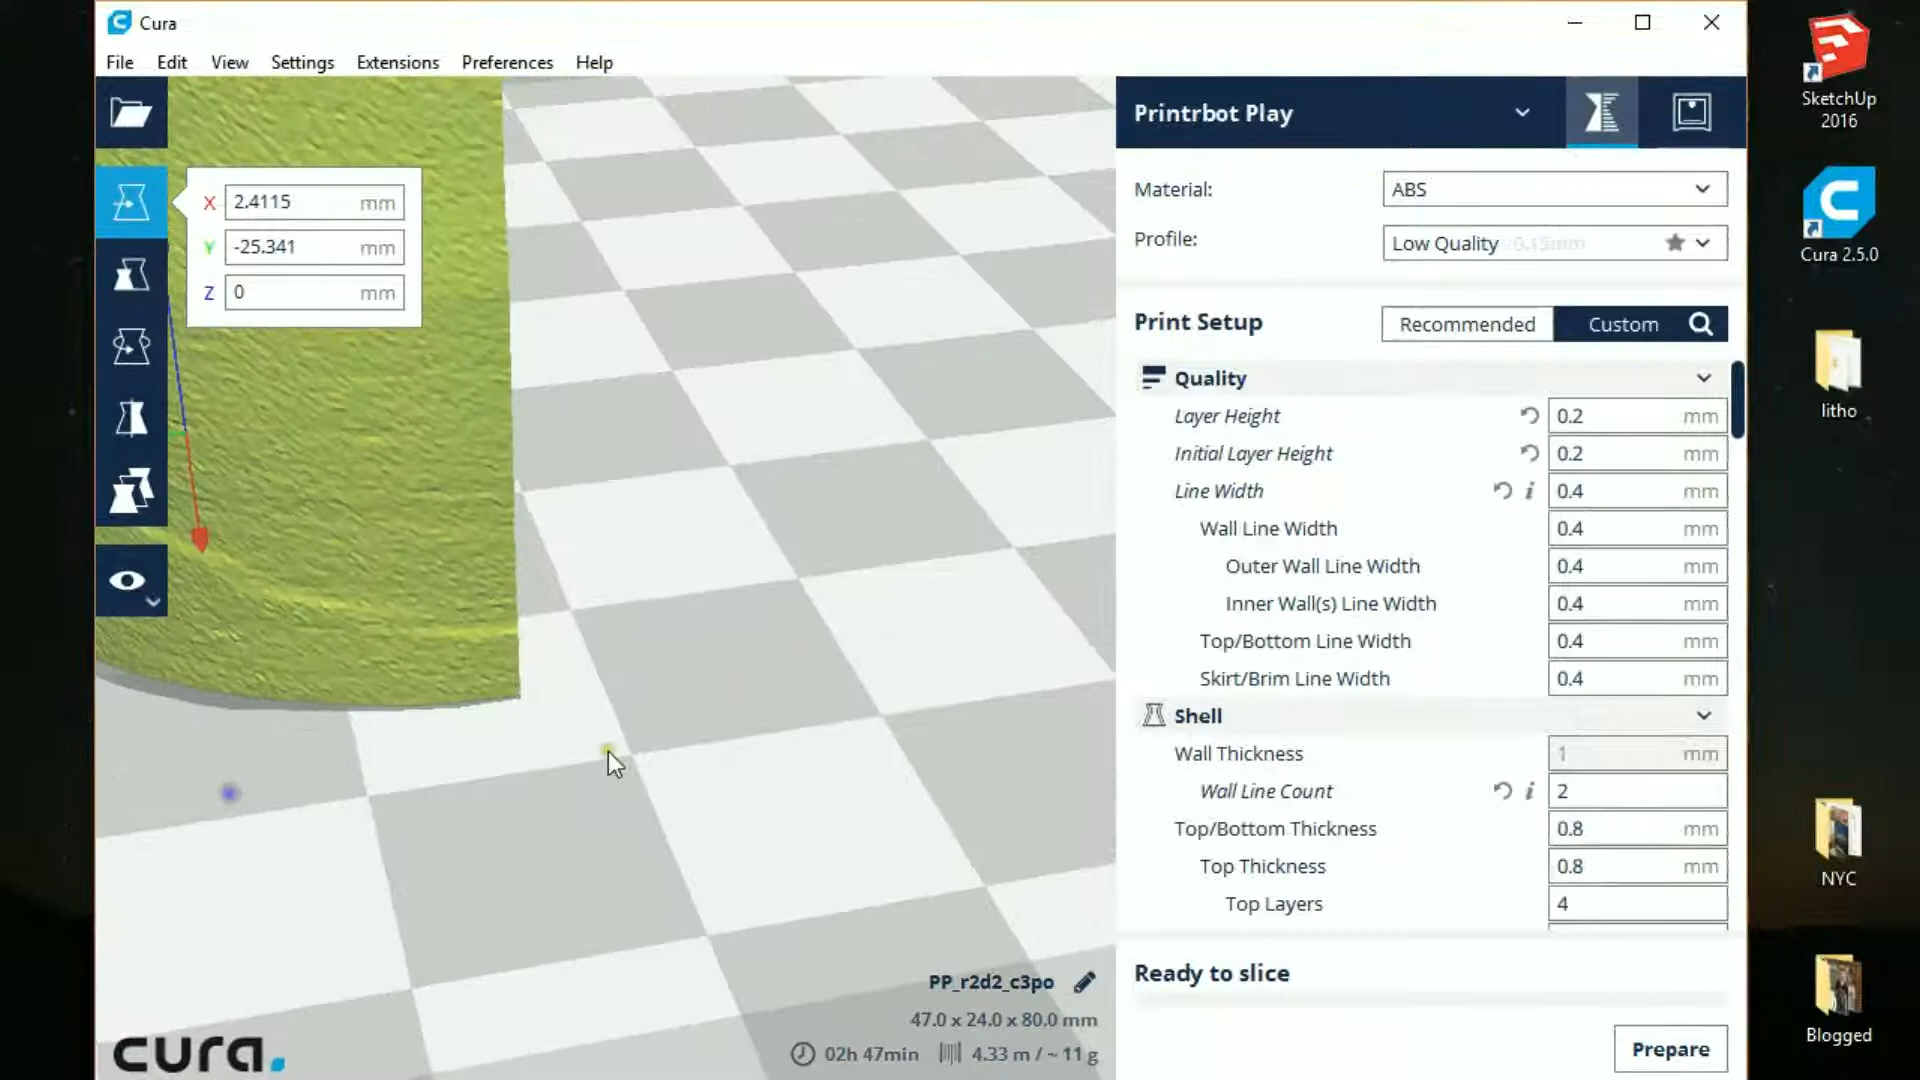 Cura
File Edit View Settings Extensions Preferences Help
X 2.4115 mm
Y -25.341 mm
Z 0 mm
Printrbot Play
Material: ABS
Profile: Low Quality - 0.15mm
Print Setup Recommended Custom
Quality
Layer Height 0.2 mm
Initial Layer Height 0.2 mm
Line Width i 0.4 mm
Wall Line Width 0.4 mm
Outer Wall Line Width 0.4 mm
Inner Wall(s) Line Width 0.4 mm
Top/Bottom Line Width 0.4 mm
Skirt/Brim Line Width 0.4 mm
Shell
Wall Thickness 1 mm
Wall Line Count i 2
Top/Bottom Thickness 0.8 mm
Top Thickness 0.8 mm
Top Layers 4
Ready to slice
Prepare
PP_r2d2_c3po
47.0 x 24.0 x 80.0 mm
02h 47min 4.33 m / ~ 11 g
cura.
SketchUp
2016
Cura 2.5.0
litho
NYC
Blogged